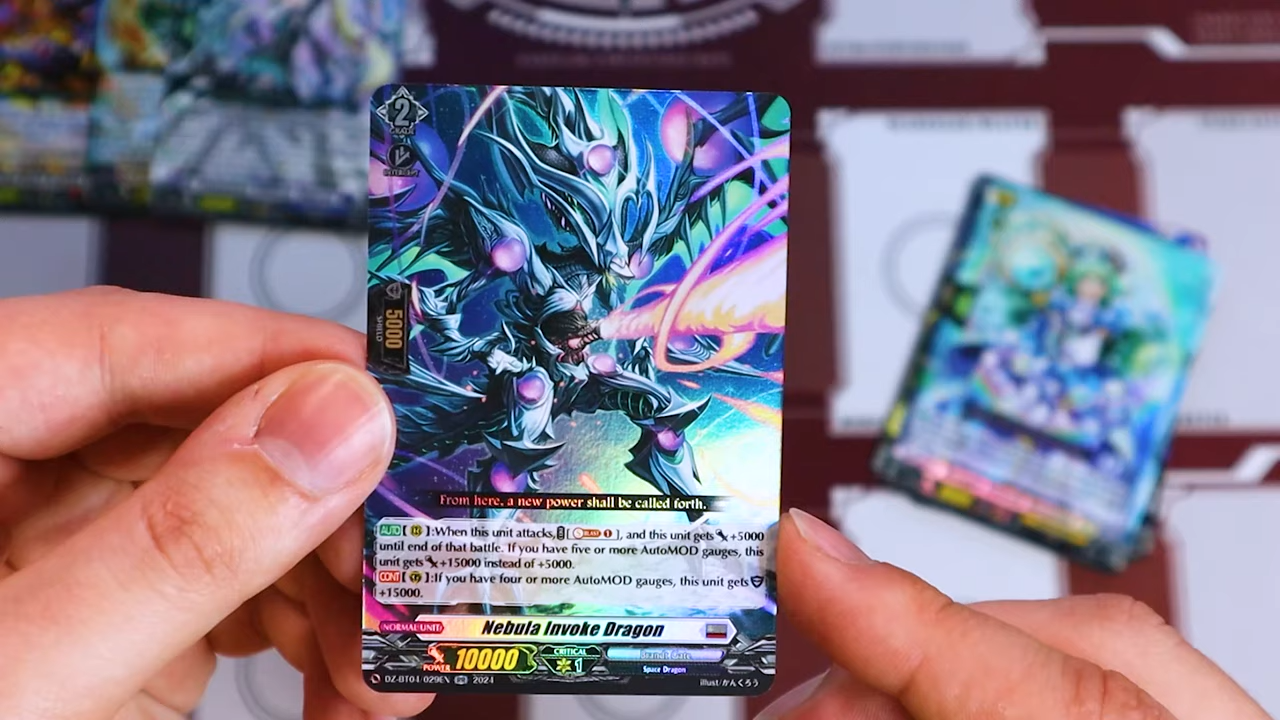 2
GRADE
INTERCEPT
5000
SHIELD
From here, a new power shall be called forth.
AUTO[ ]:When this unit attacks, [ BLAST 1 ], and this unit gets +5000
until end of that battle. If you have five or more AutoMOD gauges, this
unit gets +15000 instead of +5000.
CONT[ ]:If you have four or more AutoMOD gauges, this unit gets
+15000.
NORMAL UNIT
Nebula Invoke Dragon
POWER 10000
CRITICAL
1
Brandt Gate
Space Dragon
DZ-BT04/029EN RR 2024
illust/かんくろう